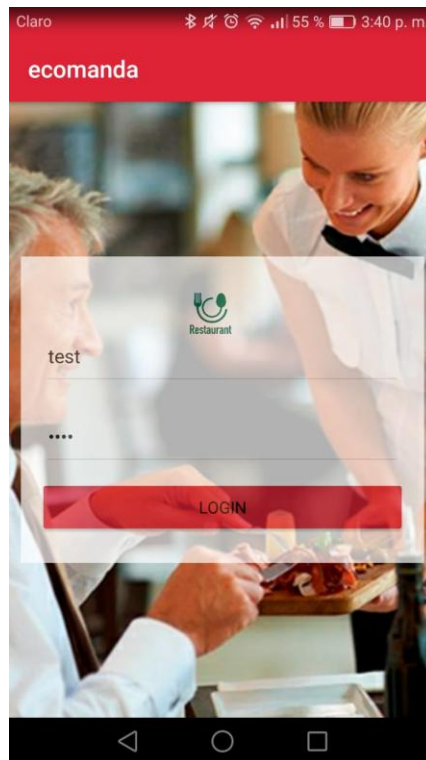 Claro 55 % 3:40 p. m.
ecomanda
Restaurant
test
••••
LOGIN